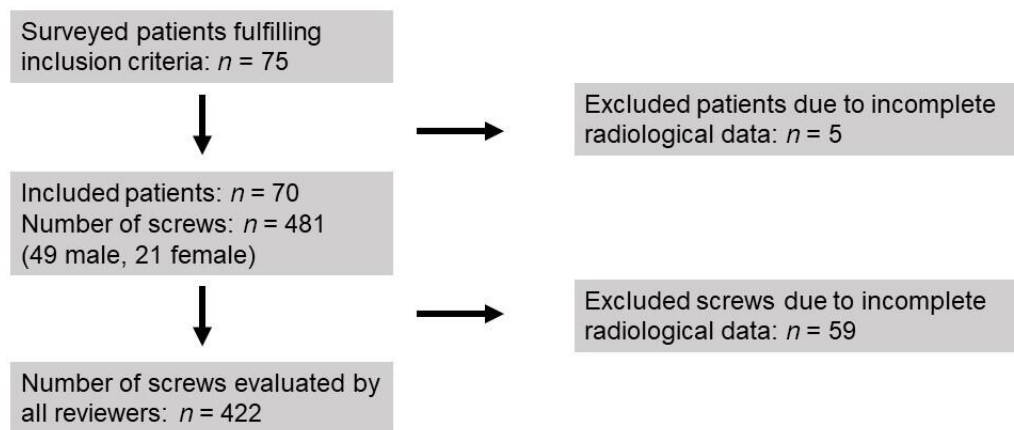 Surveyed patients fulfilling
inclusion criteria: n = 75
Excluded patients due to incomplete
radiological data: n = 5
Included patients: n = 70
Number of screws: n = 481
(49 male, 21 female)
Excluded screws due to incomplete
radiological data: n = 59
Number of screws evaluated by
all reviewers: n = 422